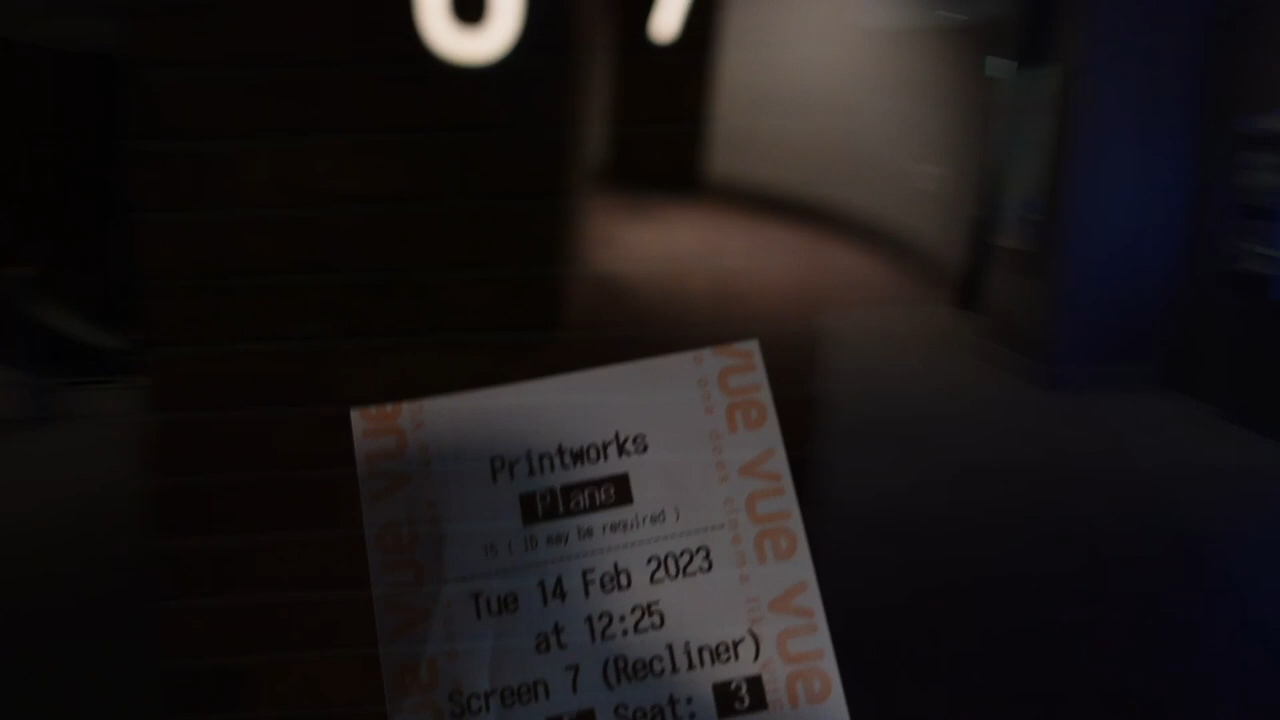 Printworks
Plane
15 ( ID may be required )
Tue 14 Feb 2023
at 12:25
Screen 7 (Recliner)
Seat: 3
vue vue vue